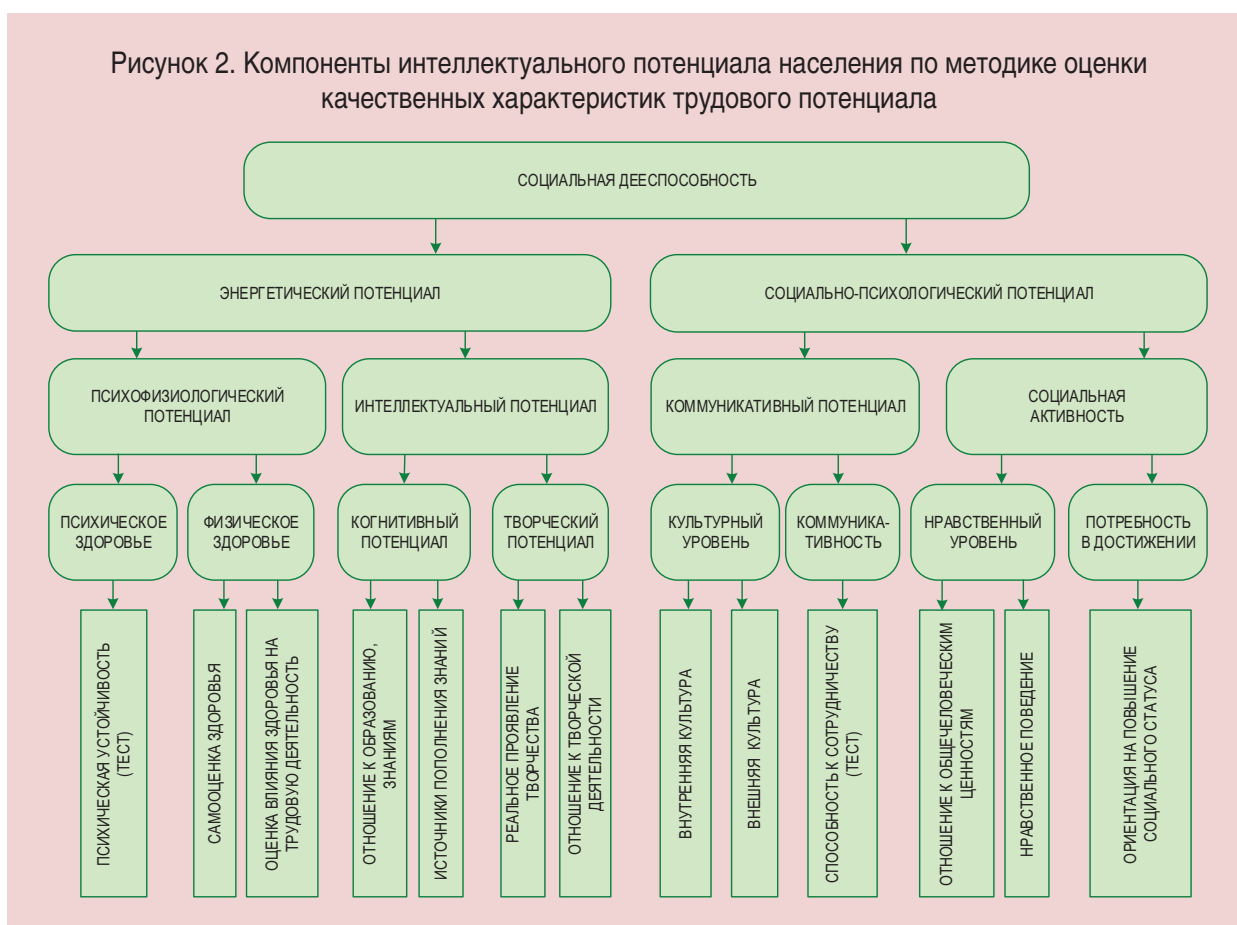 Рисунок 2. Компоненты интеллектуального потенциала населения по методике оценки
качественных характеристик трудового потенциала
СОЦИАЛЬНАЯ ДЕЕСПОСОБНОСТЬ
ЭНЕРГЕТИЧЕСКИЙ ПОТЕНЦИАЛ
СОЦИАЛЬНО-ПСИХОЛОГИЧЕСКИЙ ПОТЕНЦИАЛ
ПСИХОФИЗИОЛОГИЧЕСКИЙ
ПОТЕНЦИАЛ
ИНТЕЛЛЕКТУАЛЬНЫЙ ПОТЕНЦИАЛ
КОММУНИКАТИВНЫЙ ПОТЕНЦИАЛ
СОЦИАЛЬНАЯ
АКТИВНОСТЬ
ПСИХИЧЕСКОЕ
ЗДОРОВЬЕ
ФИЗИЧЕСКОЕ
ЗДОРОВЬЕ
КОГНИТИВНЫЙ
ПОТЕНЦИАЛ
ТВОРЧЕСКИЙ
ПОТЕНЦИАЛ
КУЛЬТУРНЫЙ
УРОВЕНЬ
КОММУНИКА-
ТИВНОСТЬ
НРАВСТВЕННЫЙ
УРОВЕНЬ
ПОТРЕБНОСТЬ
В ДОСТИЖЕНИИ
ПСИХИЧЕСКАЯ УСТОЙЧИВОСТЬ
(ТЕСТ)
САМООЦЕНКА ЗДОРОВЬЯ
ОЦЕНКА ВЛИЯНИЯ ЗДОРОВЬЯ НА
ТРУДОВУЮ ДЕЯТЕЛЬНОСТЬ
ОТНОШЕНИЕ К ОБРАЗОВАНИЮ,
ЗНАНИЯМ
ИСТОЧНИКИ ПОПОЛНЕНИЯ ЗНАНИЙ
РЕАЛЬНОЕ ПРОЯВЛЕНИЕ
ТВОРЧЕСТВА
ОТНОШЕНИЕ К ТВОРЧЕСКОЙ
ДЕЯТЕЛЬНОСТИ
ВНУТРЕННЯЯ КУЛЬТУРА
ВНЕШНЯЯ КУЛЬТУРА
СПОСОБНОСТЬ К СОТРУДНИЧЕСТВУ
(ТЕСТ)
ОТНОШЕНИЕ К ОБЩЕЧЕЛОВЕЧЕСКИМ
ЦЕННОСТЯМ
НРАВСТВЕННОЕ ПОВЕДЕНИЕ
ОРИЕНТАЦИЯ НА ПОВЫШЕНИЕ
СОЦИАЛЬНОГО СТАТУСА